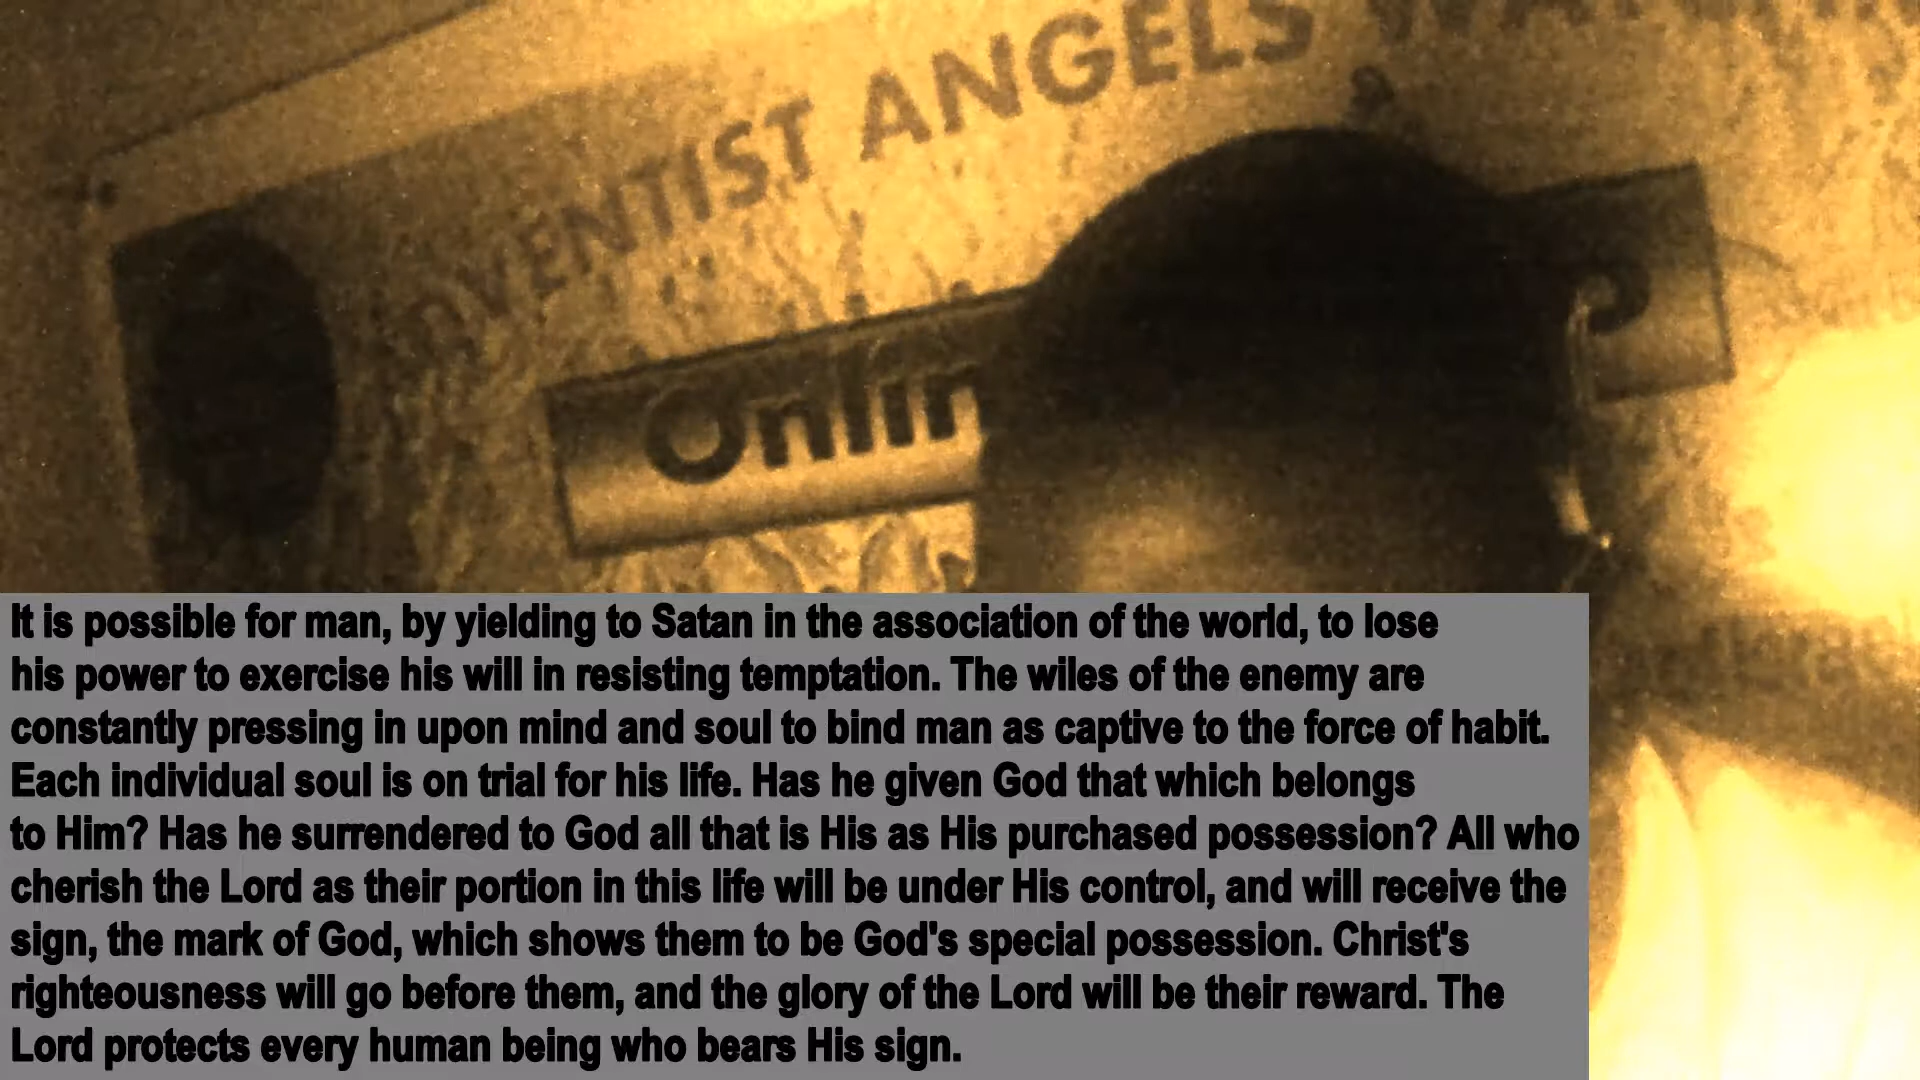 ADVENTIST ANGELS
Onlin
It is possible for man, by yielding to Satan in the association of the world, to lose
his power to exercise his will in resisting temptation. The wiles of the enemy are
constantly pressing in upon mind and soul to bind man as captive to the force of habit.
Each individual soul is on trial for his life. Has he given God that which belongs
to Him? Has he surrendered to God all that is His as His purchased possession? All who
cherish the Lord as their portion in this life will be under His control, and will receive the
sign, the mark of God, which shows them to be God's special possession. Christ's
righteousness will go before them, and the glory of the Lord will be their reward. The
Lord protects every human being who bears His sign.